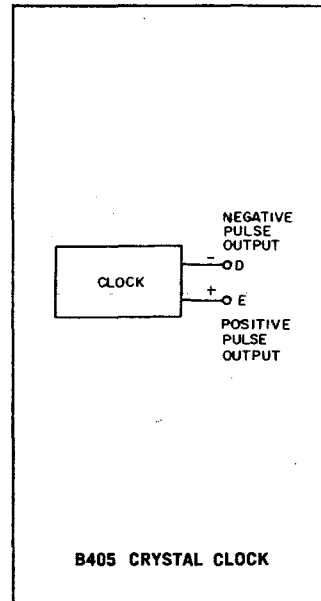 NEGATIVE
PULSE
OUTPUT
- D
CLOCK
+ E
POSITIVE
PULSE
OUTPUT
B405 CRYSTAL CLOCK